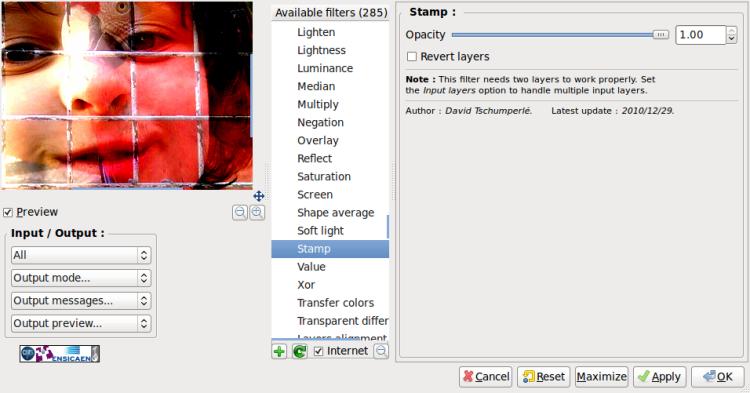 Available filters (285)
Lighten
Lightness
Luminance
Median
Multiply
Negation
Overlay
Reflect
Saturation
Screen
Shape average
Soft light
Stamp
Value
Xor
Transfer colors
Transparent differ
Layers alignment
Internet
Preview
Input / Output :
All
Output mode...
Output messages...
Output preview...
ENSICAEN
Stamp :
Opacity
1.00
Revert layers
Note : This filter needs two layers to work properly. Set
the Input layers option to handle multiple input layers.
Author : David Tschumperlé. Latest update : 2010/12/29.
Cancel
Reset
Maximize
Apply
OK